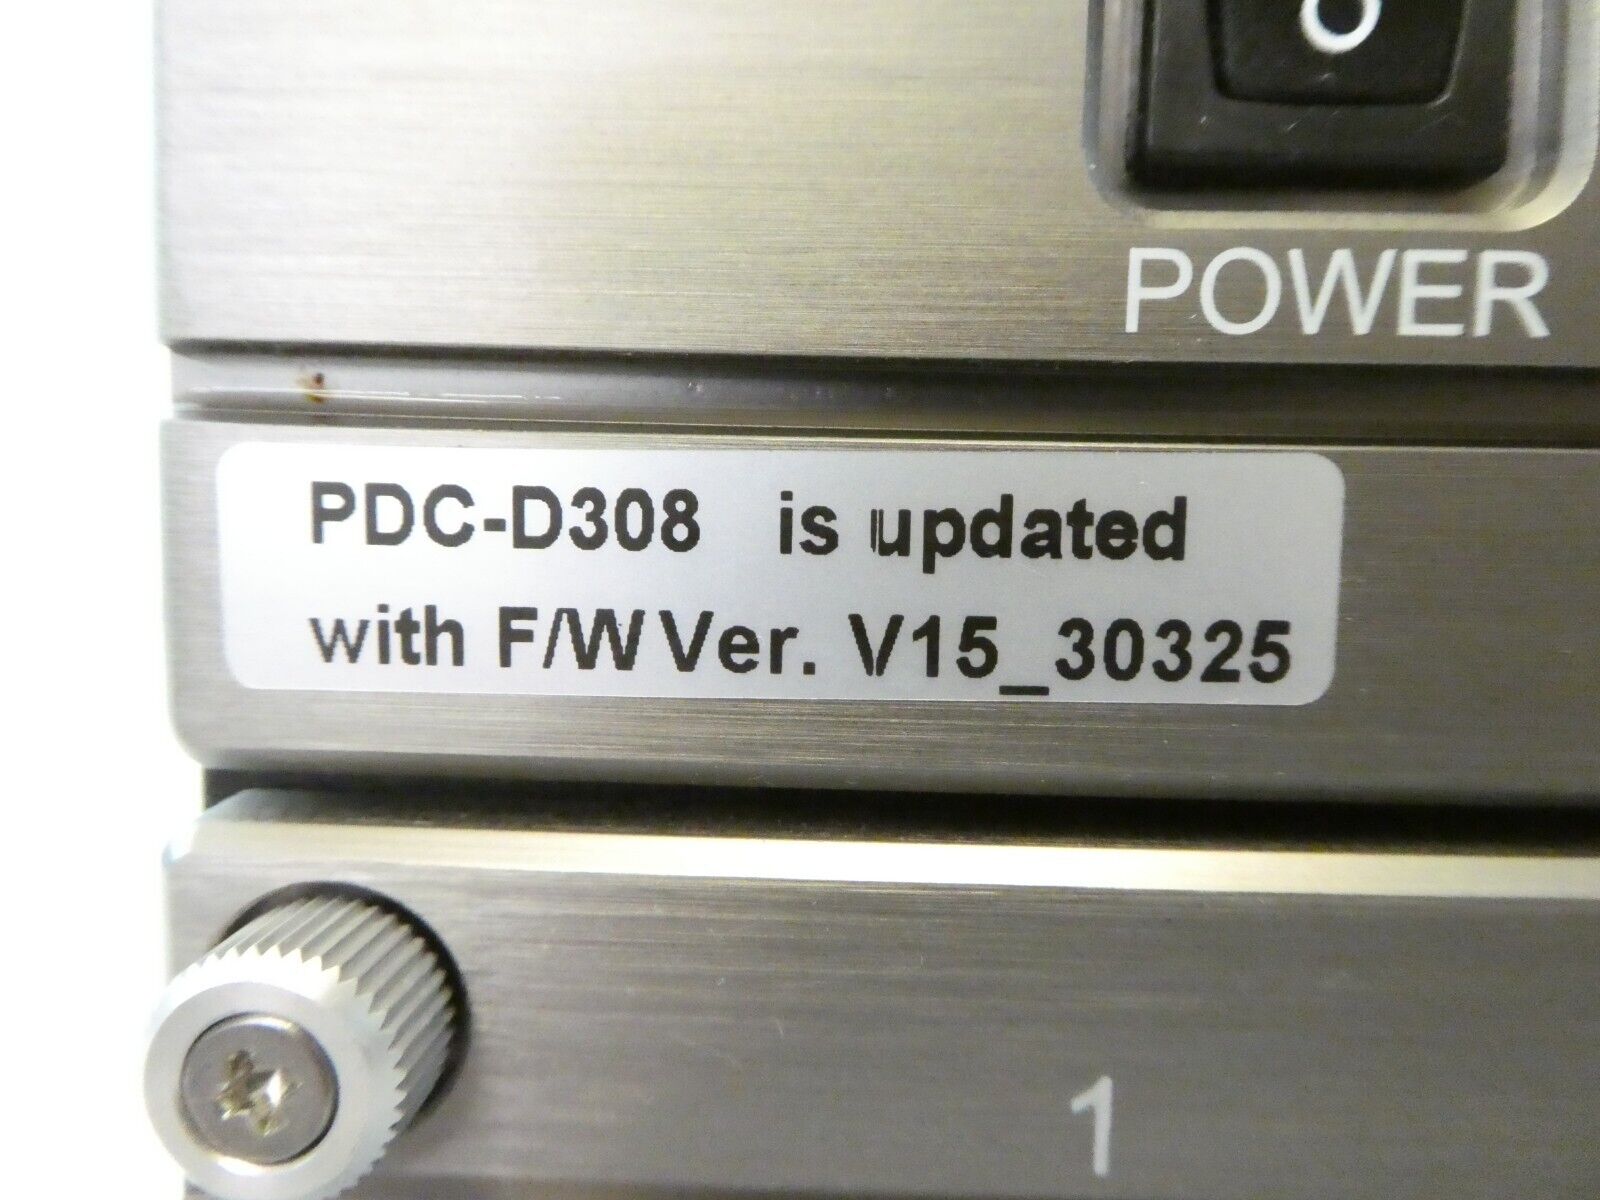 O
POWER
PDC-D308 is updated
with F/W Ver. V15_30325
1